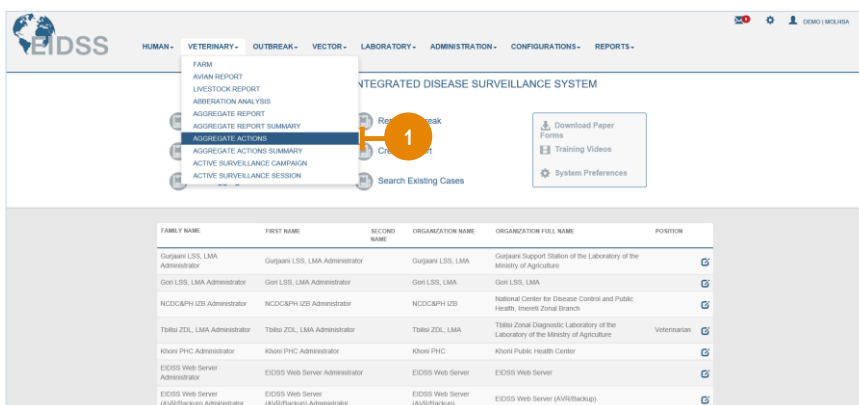 DEMO | MOLHSA
EIDSS
HUMAN VETERINARY OUTBREAK VECTOR LABORATORY ADMINISTRATION CONFIGURATIONS REPORTS
FARM
AVIAN REPORT
LIVESTOCK REPORT
ABBERATION ANALYSIS
AGGREGATE REPORT
AGGREGATE REPORT SUMMARY
AGGREGATE ACTIONS
AGGREGATE ACTIONS SUMMARY
ACTIVE SURVEILLANCE CAMPAIGN
ACTIVE SURVEILLANCE SESSION
NTEGRATED DISEASE SURVEILLANCE SYSTEM
1
Search Existing Cases
Download Paper
Forms
Training Videos
System Preferences
FAMILY NAME FIRST NAME SECOND NAME ORGANIZATION NAME ORGANIZATION FULL NAME POSITION
Gurjaani LSS, LMA Administrator Gurjaani LSS, LMA Administrator Gurjaani LSS, LMA Gurjaani Support Station of the Laboratory of the Ministry of Agriculture
Gori LSS, LMA Administrator Gori LSS, LMA Administrator Gori LSS, LMA Gori LSS, LMA
NCDC&PH IZB Administrator NCDC&PH IZB Administrator NCDC&PH IZB National Center for Disease Control and Public Health, Imereti Zonal Branch
Tbilisi ZDL, LMA Administrator Tbilisi ZDL, LMA Administrator Tbilisi ZDL, LMA Tbilisi Zonal Diagnostic Laboratory of the Laboratory of the Ministry of Agriculture Veterinarian
Khoni PHC Administrator Khoni PHC Administrator Khoni PHC Khoni Public Health Center
EIDSS Web Server Administrator EIDSS Web Server Administrator EIDSS Web Server EIDSS Web Server
EIDSS Web Server (AVR/Backup) Administrator EIDSS Web Server (AVR/Backup) Administrator EIDSS Web Server (AVR/Backup) EIDSS Web Server (AVR/Backup)